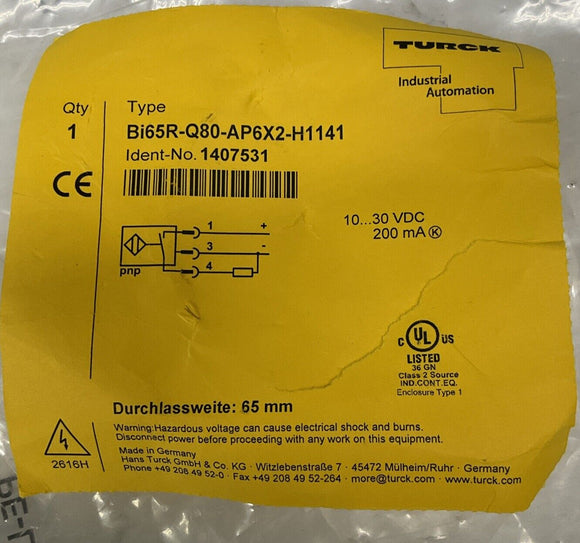 TURCK
Industrial
Automation
Qty Type
1 Bi65R-Q80-AP6X2-H1141
Ident-No. 1407531
CE
1 +
3 -
4
pnp
10...30 VDC
200 mA K
C UL US
LISTED
36 GN
Class 2 Source
IND.CONT.EQ.
Enclosure Type 1
Durchlassweite: 65 mm
Warning:Hazardous voltage can cause electrical shock and burns.
Disconnect power before proceeding with any work on this equipment.
2616H
Made in Germany
Hans Turck GmbH & Co. KG · Witzlebenstraße 7 · 45472 Mülheim/Ruhr · Germany
Phone +49 208 49 52-0 · Fax +49 208 49 52-264 · more@turck.com · www.turck.com